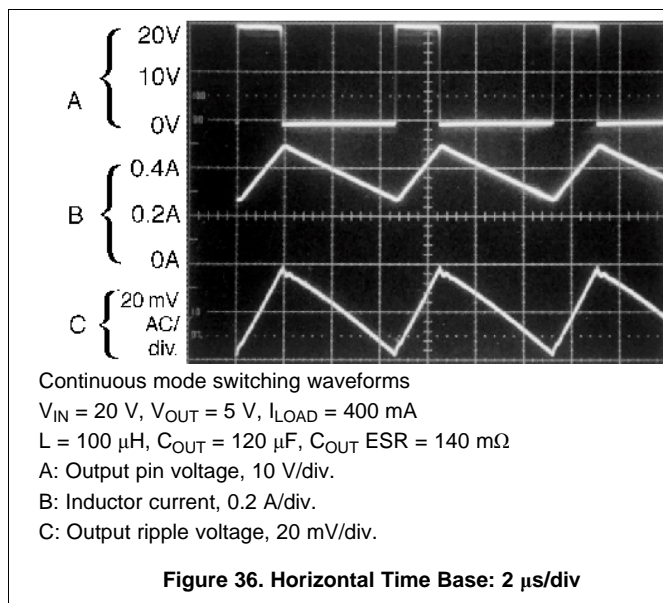 20V
10V
A
0V
0.4A
B
0.2A
0A
20 mV
C
AC/
div.
Continuous mode switching waveforms
V_IN = 20 V, V_OUT = 5 V, I_LOAD = 400 mA
L = 100 μH, C_OUT = 120 μF, C_OUT ESR = 140 mΩ
A: Output pin voltage, 10 V/div.
B: Inductor current, 0.2 A/div.
C: Output ripple voltage, 20 mV/div.
Figure 36. Horizontal Time Base: 2 μs/div